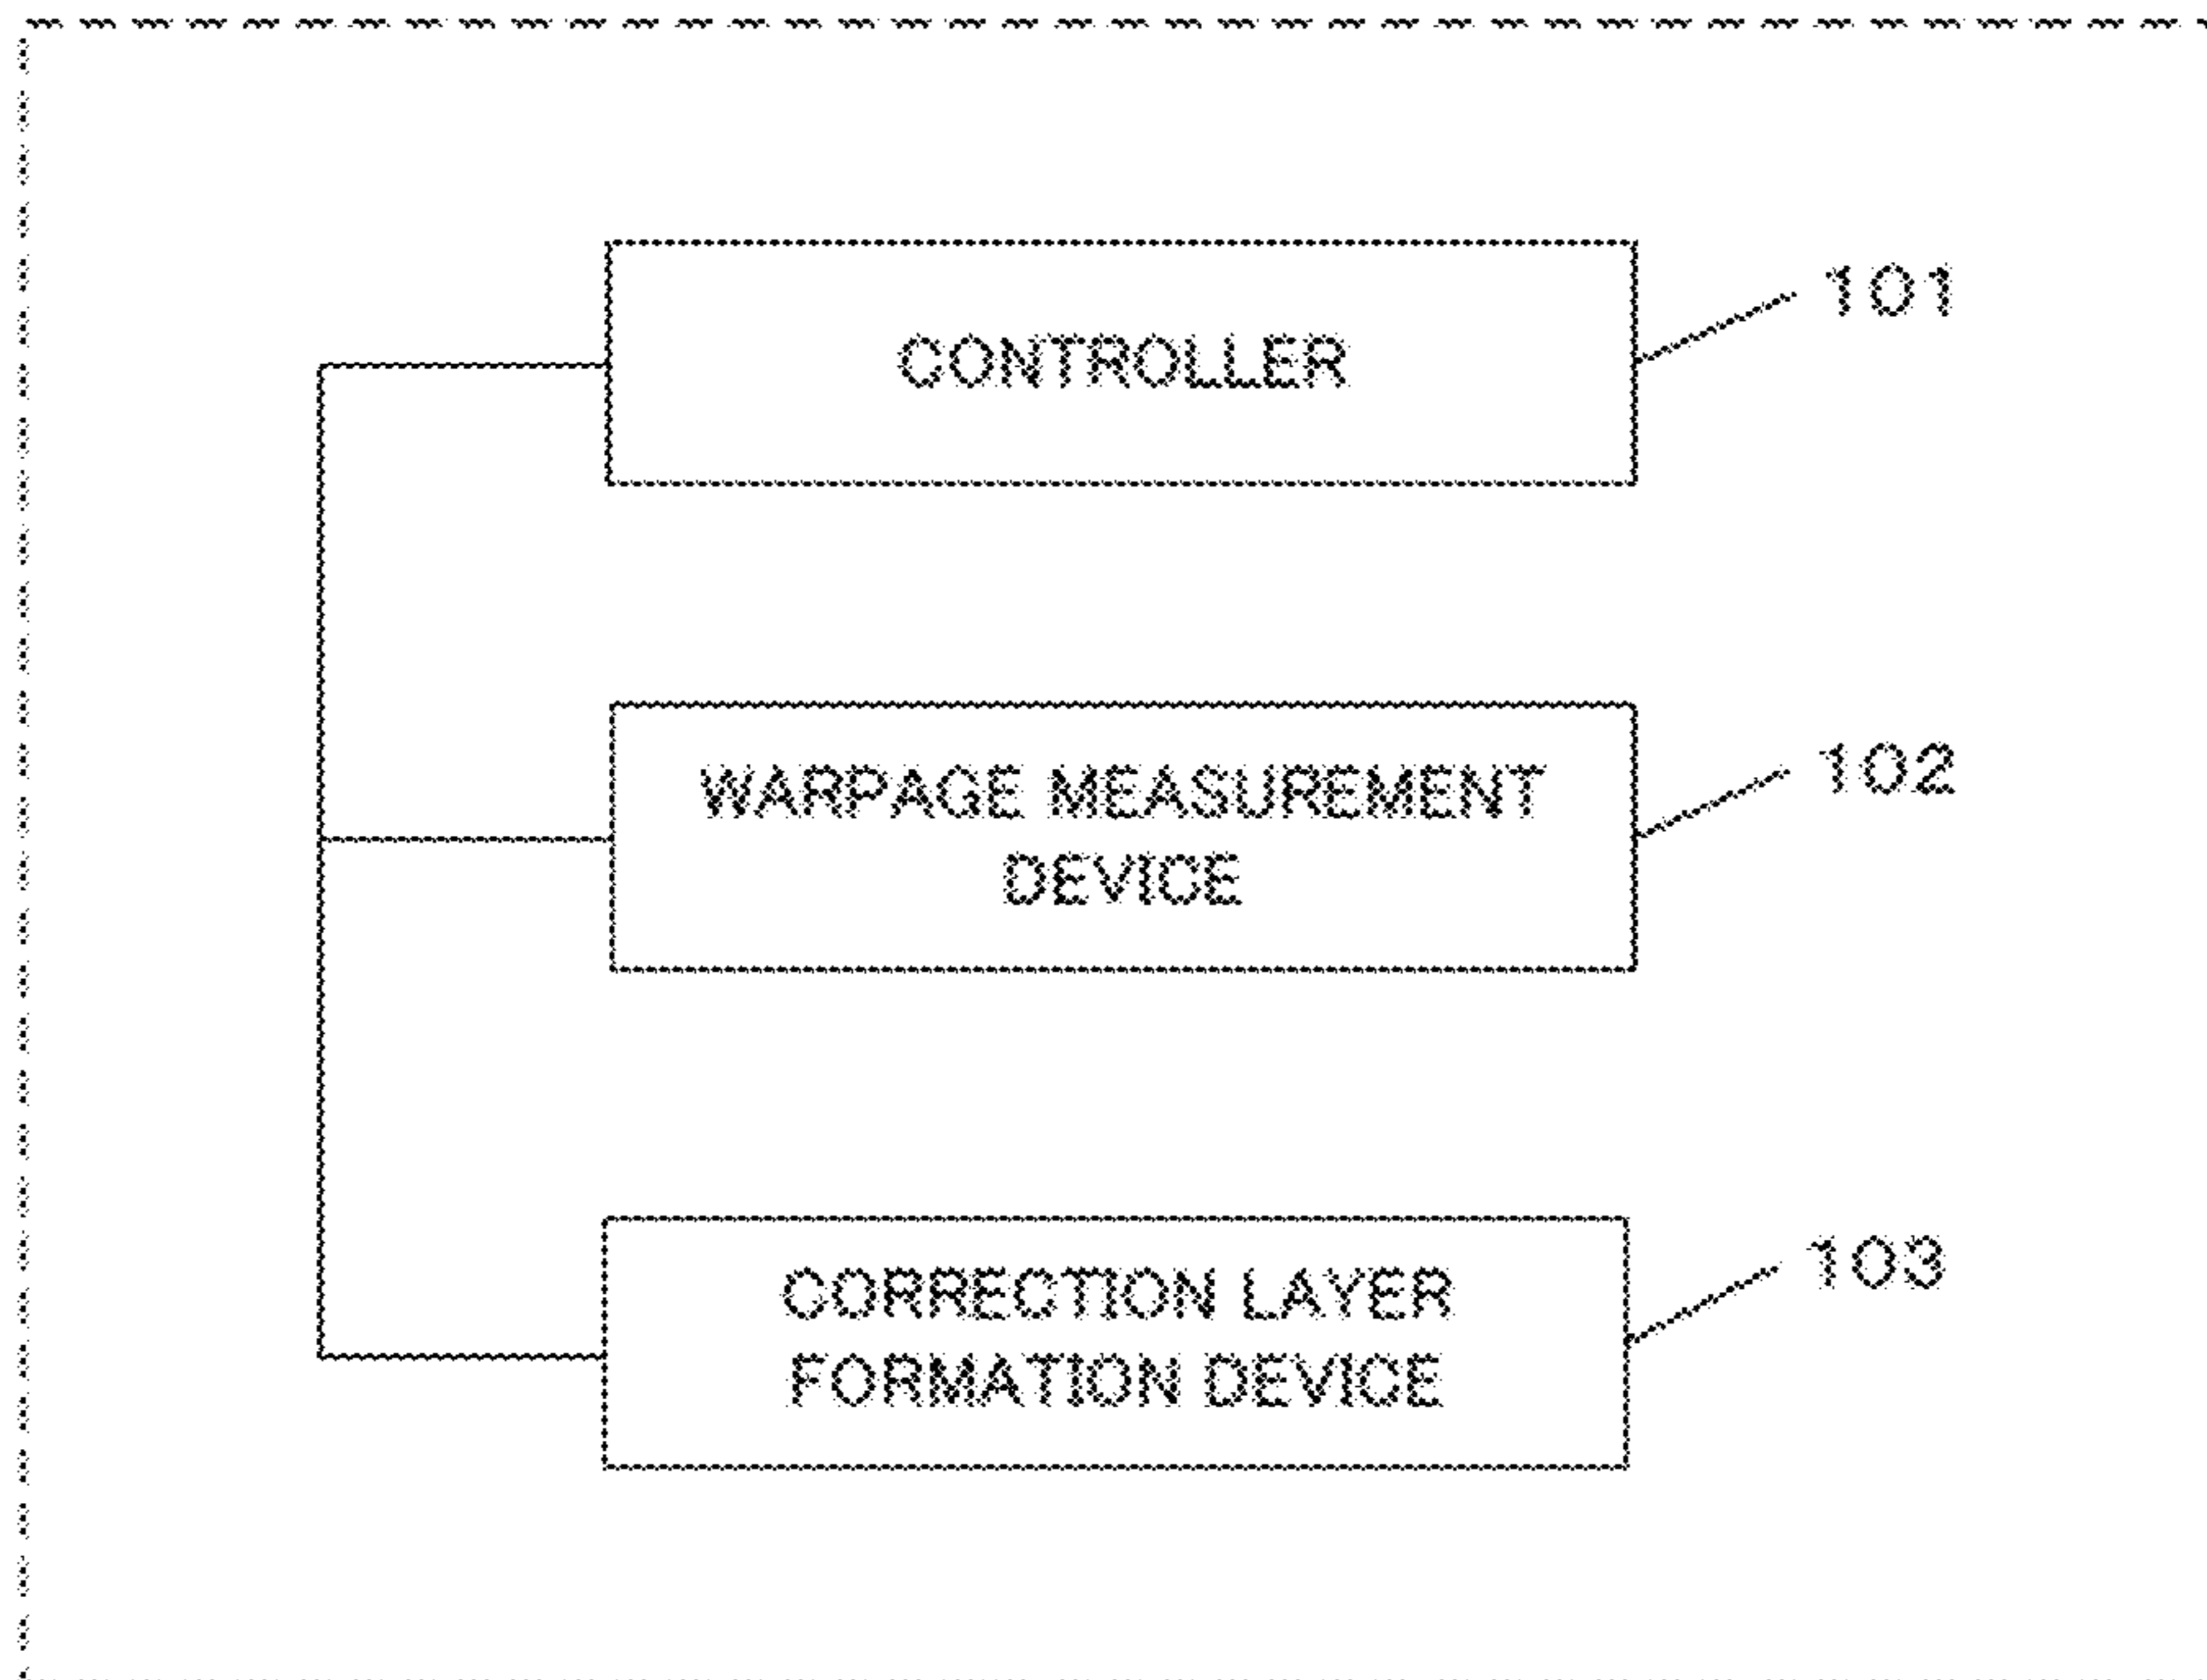 CONTROLLER
101
WARPAGE MEASUREMENT
DEVICE
102
CORRECTION LAYER
FORMATION DEVICE
103